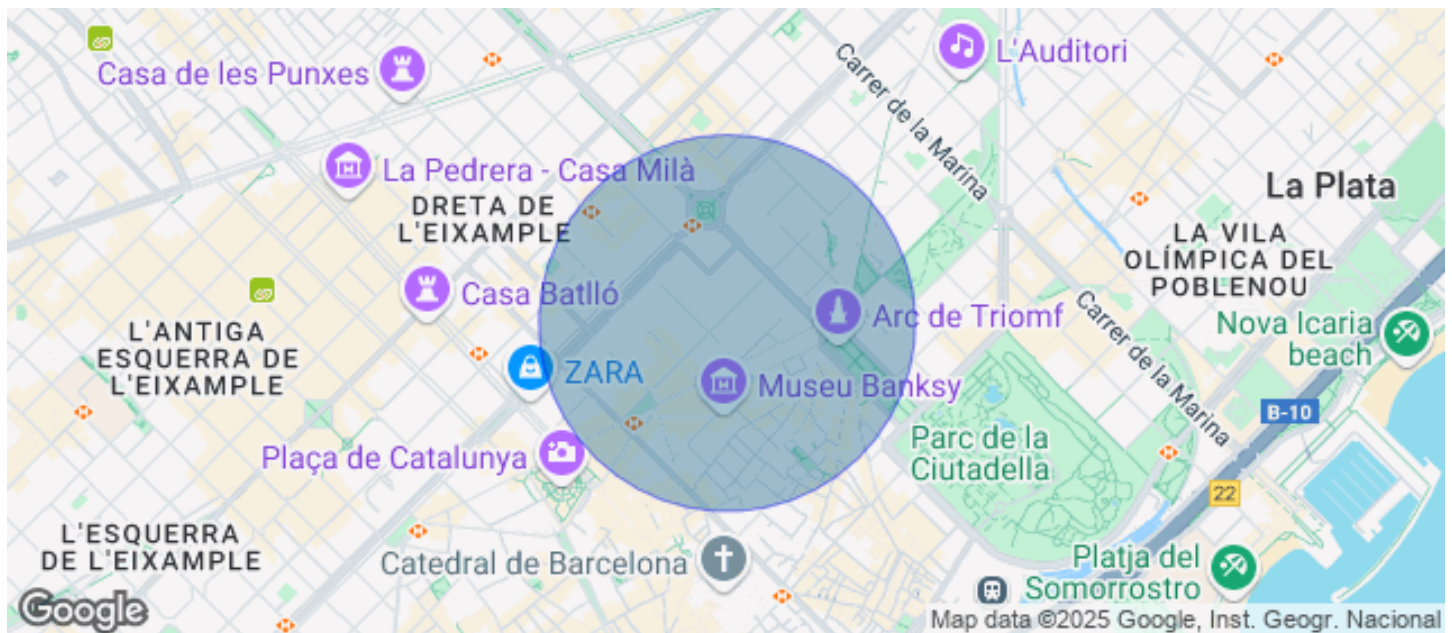 Casa de les Punxes
L'Auditori
Carrer de la Marina
La Pedrera - Casa Milà
La Plata
DRETA DE
L'EIXAMPLE
LA VILA
OLÍMPICA DEL
POBLENOU
Casa Batlló
Arc de Triomf
Nova Icaria
beach
L'ANTIGA
ESQUERRA DE
L'EIXAMPLE
ZARA
Museu Banksy
Carrer de la Marina
B-10
Plaça de Catalunya
Parc de la
Ciutadella
22
L'ESQUERRA
DE L'EIXAMPLE
Catedral de Barcelona
Platja del
Somorrostro
Google
Map data ©2025 Google, Inst. Geogr. Nacional